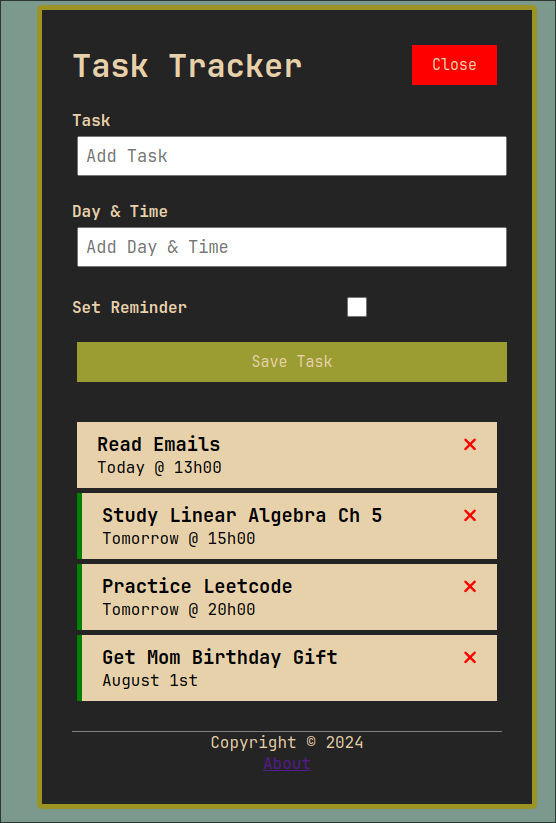 Task Tracker
Close
Task
Add Task
Day & Time
Add Day & Time
Set Reminder
Save Task
Read Emails
Today @ 13h00
Study Linear Algebra Ch 5
Tomorrow @ 15h00
Practice Leetcode
Tomorrow @ 20h00
Get Mom Birthday Gift
August 1st
Copyright © 2024
About